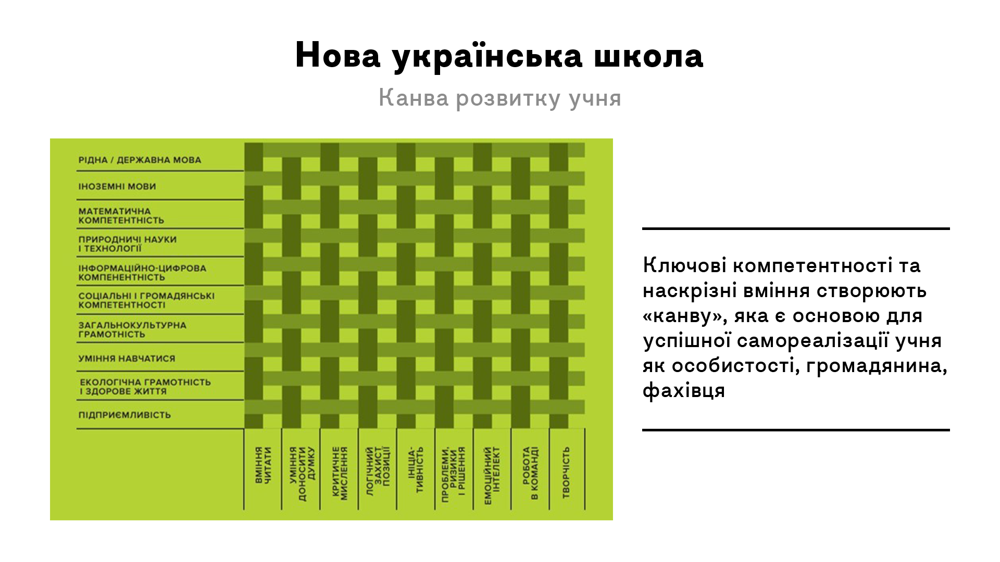 Нова українська школа
Канва розвитку учня
РІДНА / ДЕРЖАВНА МОВА
ІНОЗЕМНІ МОВИ
МАТЕМАТИЧНА
КОМПЕТЕНТНІСТЬ
ПРИРОДНИЧІ НАУКИ
І ТЕХНОЛОГІЇ
ІНФОРМАЦІЙНО-ЦИФРОВА
КОМПЕНЕНТНІСТЬ
СОЦІАЛЬНІ І ГРОМАДЯНСЬКІ
КОМПЕТЕНТНОСТІ
ЗАГАЛЬНОКУЛЬТУРНА
ГРАМОТНІСТЬ
УМІННЯ НАВЧАТИСЯ
ЕКОЛОГІЧНА ГРАМОТНІСТЬ
І ЗДОРОВЕ ЖИТТЯ
ПІДПРИЄМЛИВІСТЬ
ВМІННЯ
ЧИТАТИ
УМІННЯ
ДОНОСИТИ
ДУМКУ
КРИТИЧНЕ
МИСЛЕННЯ
ЛОГІЧНИЙ
ЗАХИСТ
ПОЗИЦІЇ
ІНІЦІА-
ТИВНІСТЬ
ПРОБЛЕМИ,
РИЗИКИ
І РІШЕННЯ
ЕМОЦІЙНИЙ
ІНТЕЛЕКТ
РОБОТА
В КОМАНДІ
ТВОРЧІСТЬ
Ключові компетентності та
наскрізні вміння створюють
«канву», яка є основою для
успішної самореалізації учня
як особистості, громадянина,
фахівця